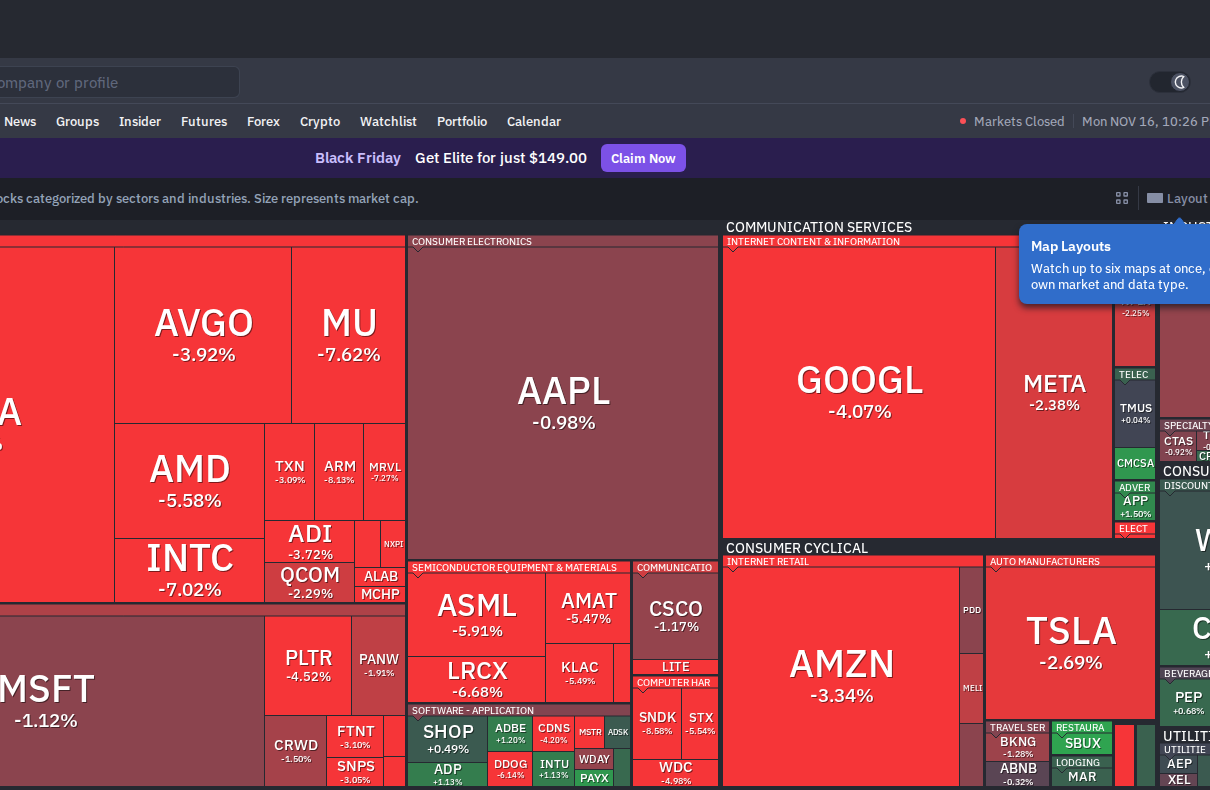 ompany or profile
News Groups Insider Futures Forex Crypto Watchlist Portfolio Calendar
Markets Closed Mon NOV 16, 10:26 P
Black Friday Get Elite for just $149.00 Claim Now
ocks categorized by sectors and industries. Size represents market cap.
Layout
Map Layouts
Watch up to six maps at once,
own market and data type.
A
AVGO
-3.92%
MU
-7.62%
AMD
-5.58%
TXN
-3.09%
ARM
-8.13%
MRVL
-7.27%
INTC
-7.02%
ADI
-3.72%
NXPI
QCOM
-2.29%
ALAB
MCHP
MSFT
-1.12%
PLTR
-4.52%
PANW
-1.91%
CRWD
-1.50%
FTNT
-3.10%
SNPS
-3.05%
CONSUMER ELECTRONICS
AAPL
-0.98%
SEMICONDUCTOR EQUIPMENT & MATERIALS
ASML
-5.91%
AMAT
-5.47%
LRCX
-6.68%
KLAC
-5.49%
COMMUNICATIO
CSCO
-1.17%
LITE
COMPUTER HAR
SNDK
-8.58%
STX
-5.54%
WDC
-4.98%
SOFTWARE - APPLICATION
SHOP
+0.49%
ADBE
+1.20%
CDNS
-4.20%
MSTR
ADSK
ADP
+1.13%
DDOG
-6.14%
INTU
+1.13%
WDAY
PAYX
COMMUNICATION SERVICES
INTERNET CONTENT & INFORMATION
GOOGL
-4.07%
META
-2.38%
-2.25%
TELEC
TMUS
+0.04%
CMCSA
ADVER
APP
+1.50%
ELECT
CONSUMER CYCLICAL
INTERNET RETAIL
AMZN
-3.34%
PDD
MELI
AUTO MANUFACTURERS
TSLA
-2.69%
TRAVEL SER
BKNG
-1.28%
ABNB
-0.32%
RESTAURA
SBUX
LODGING
MAR
SPECIALTY
CTAS
-0.92%
CONSU
DISCOUNT
W
C
BEVERAGE
PEP
+0.68%
UTILITI
UTILITIE
AEP
XEL